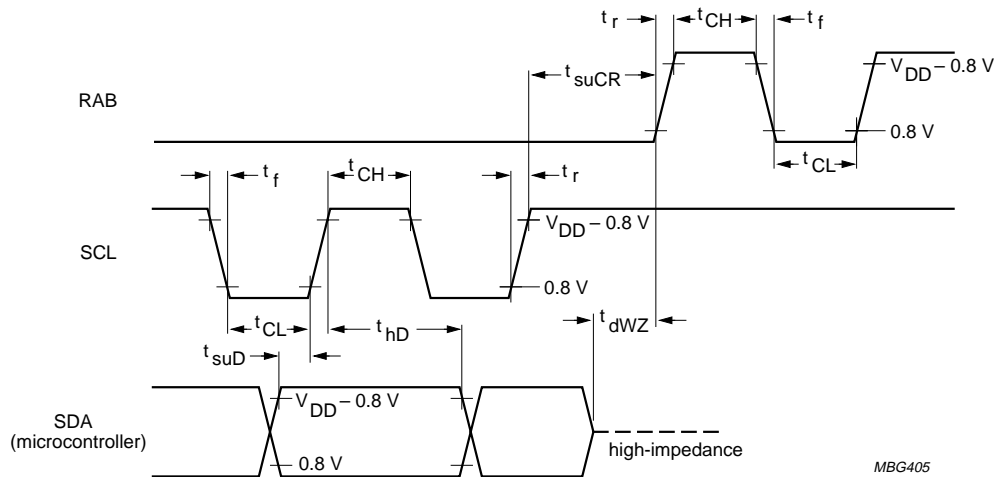 t r
t CH
t f
t suCR
V DD – 0.8 V
RAB
0.8 V
t CL
t f
t CH
t r
V DD – 0.8 V
SCL
0.8 V
t CL
t hD
t dWZ
t suD
V DD – 0.8 V
SDA
(microcontroller)
0.8 V
high-impedance
MBG405